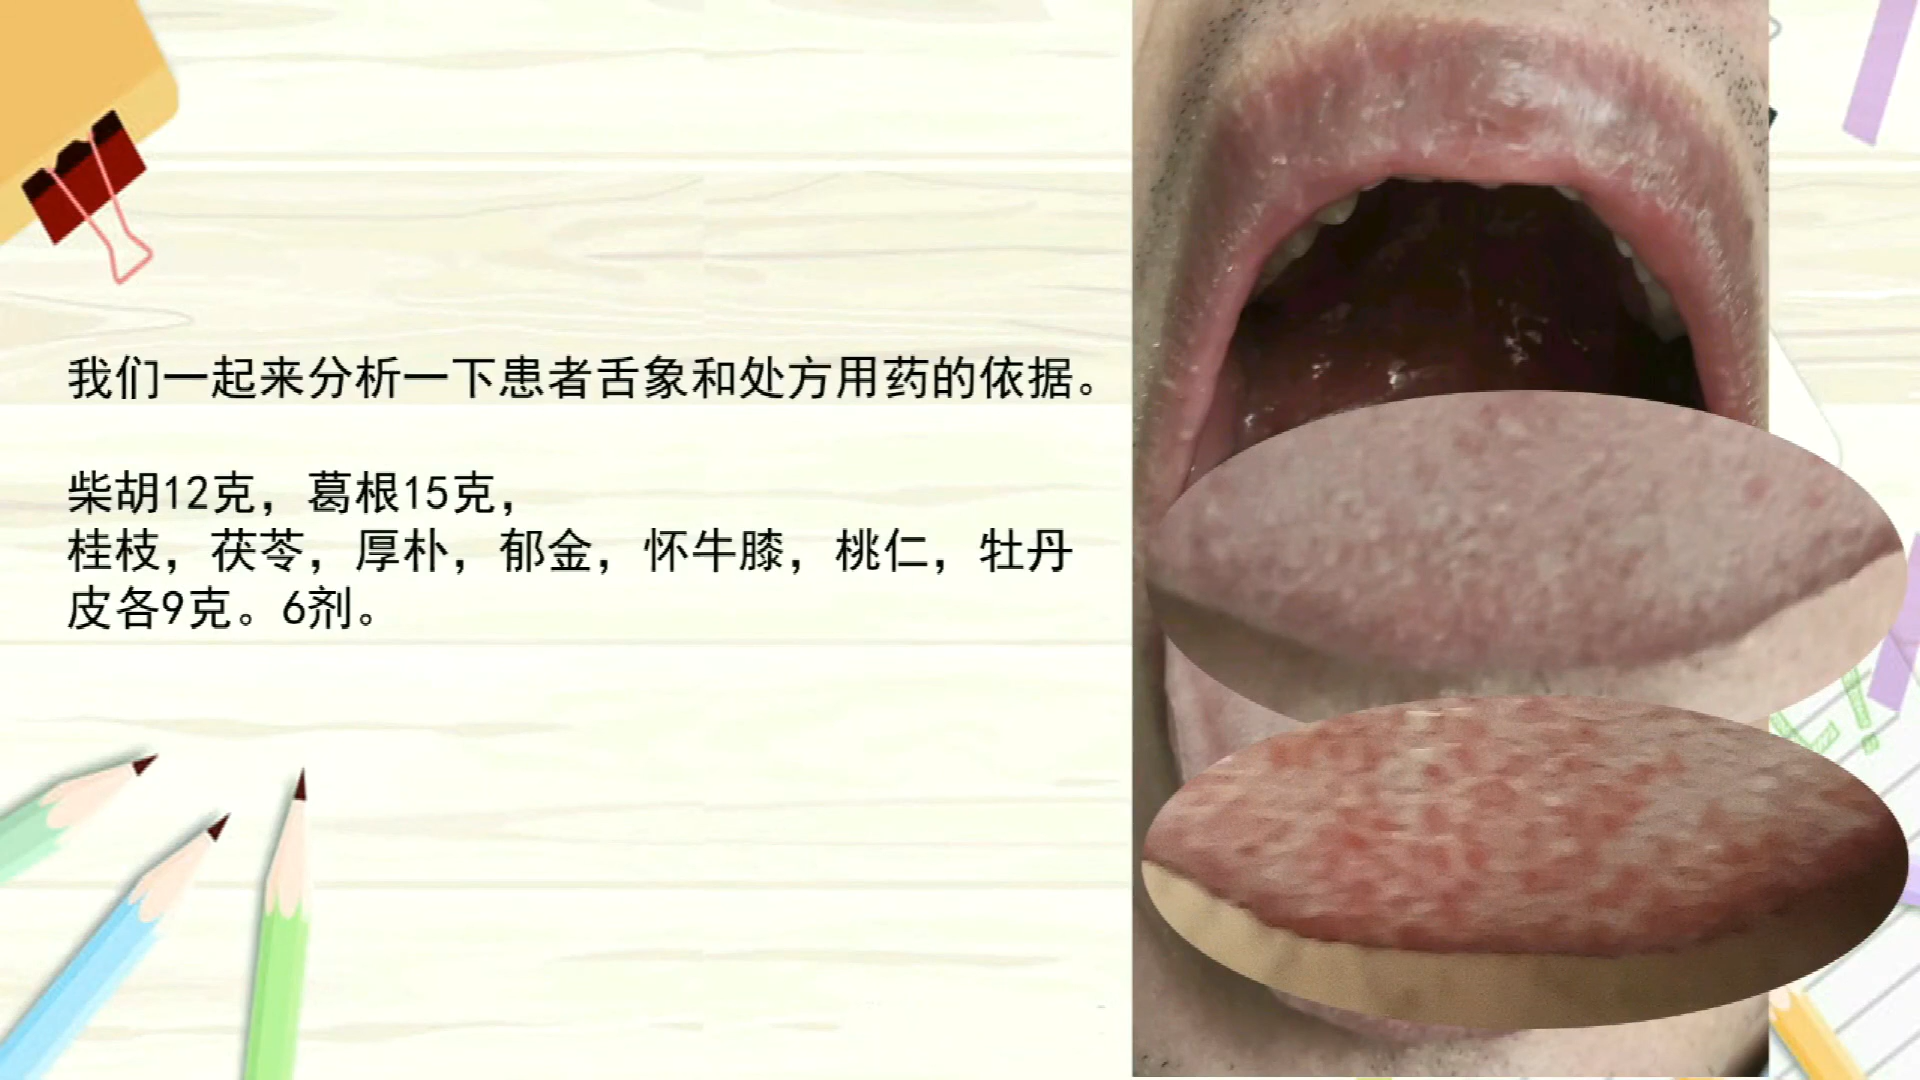 我们一起来分析一下患者舌象和处方用药的依据。
柴胡12克，葛根15克，
桂枝，茯苓，厚朴，郁金，怀牛膝，桃仁，牡丹
皮各9克。6剂。